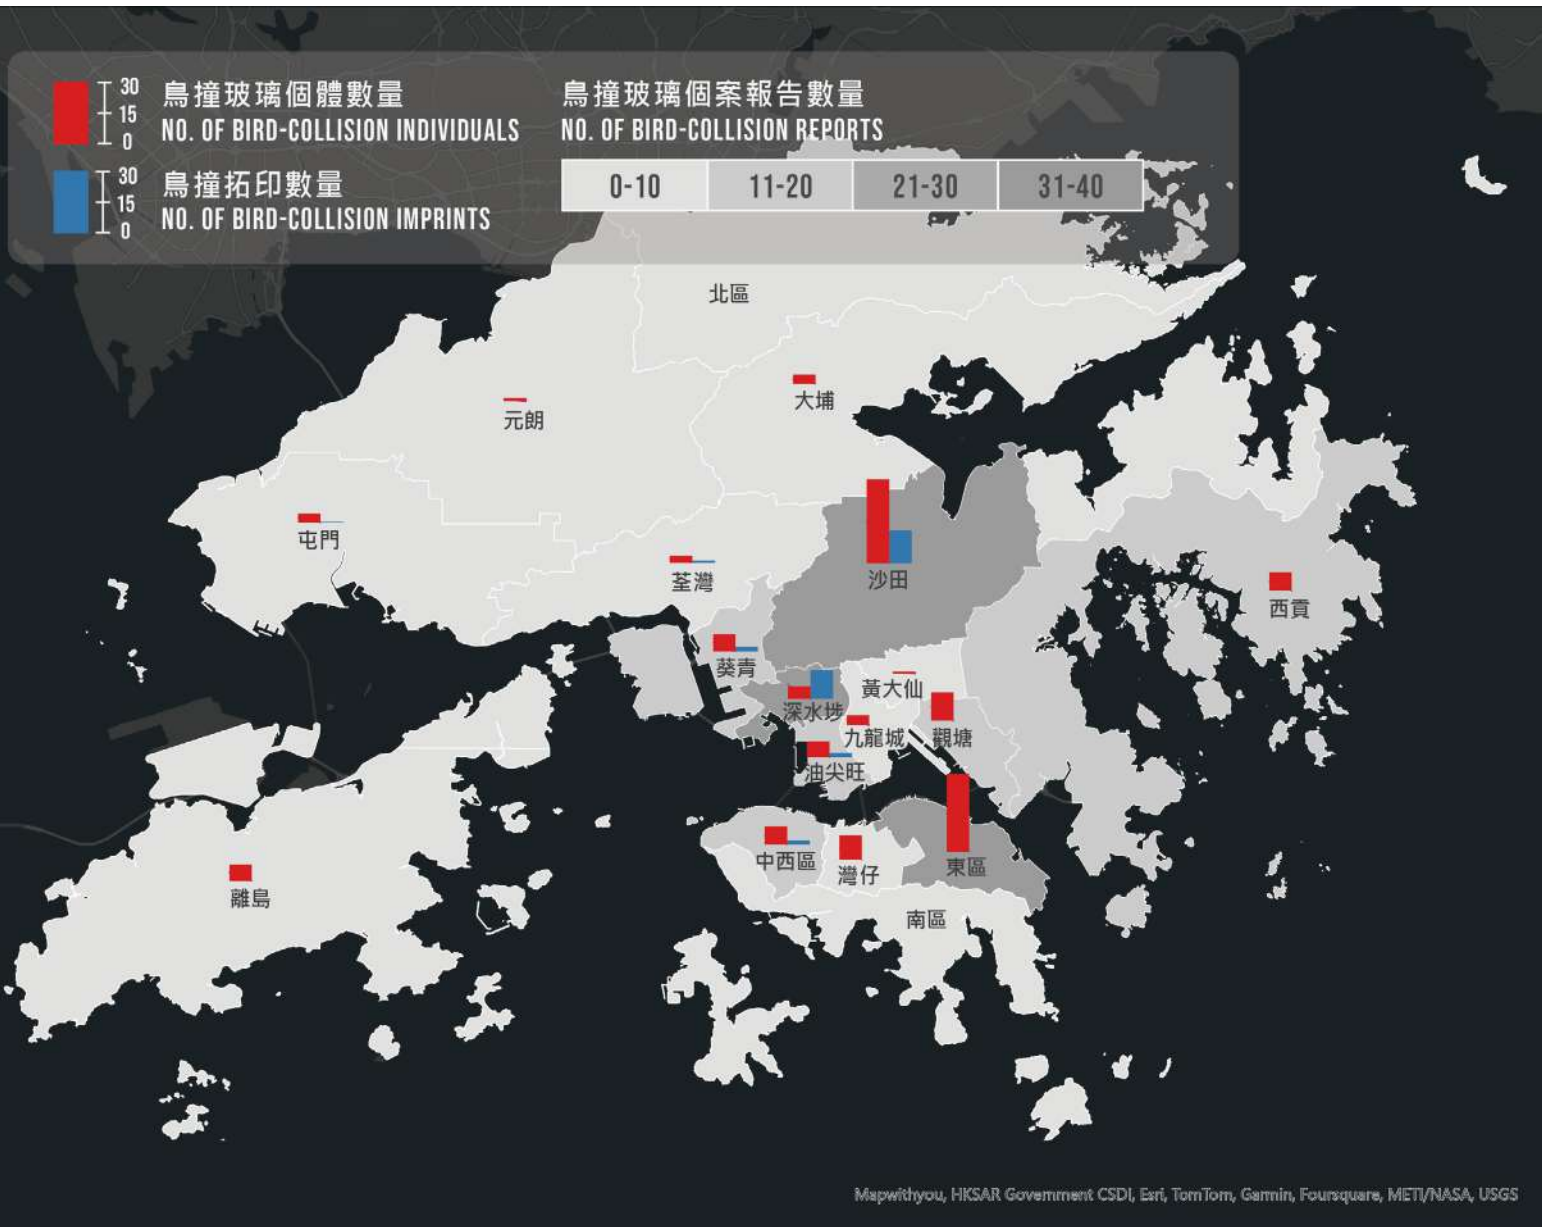 30
15
0
鳥撞玻璃個體數量
NO. OF BIRD-COLLISION INDIVIDUALS
30
15
0
鳥撞拓印數量
NO. OF BIRD-COLLISION IMPRINTS
鳥撞玻璃個案報告數量
NO. OF BIRD-COLLISION REPORTS
0-10 11-20 21-30 31-40
北區
大埔
元朗
屯門
荃灣
沙田
西貢
葵青
黃大仙
深水埗
九龍城
觀塘
油尖旺
中西區
灣仔
東區
離島
南區
Mapwithyou, HKSAR Government CSDI, Esri, TomTom, Garmin, Foursquare, METI/NASA, USGS